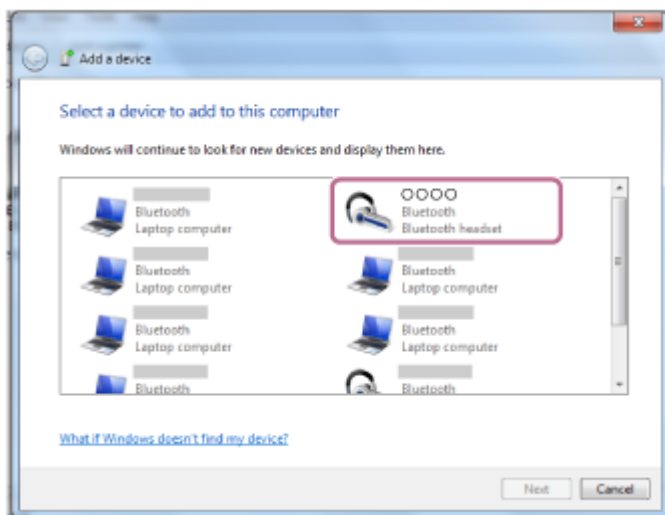 Add a device
Select a device to add to this computer
Windows will continue to look for new devices and display them here.
Bluetooth
Laptop computer
OOOO
Bluetooth
Bluetooth headset
Bluetooth
Laptop computer
Bluetooth
Laptop computer
Bluetooth
Laptop computer
Bluetooth
Laptop computer
Bluetooth
Bluetooth
What if Windows doesn't find my device?
Next
Cancel